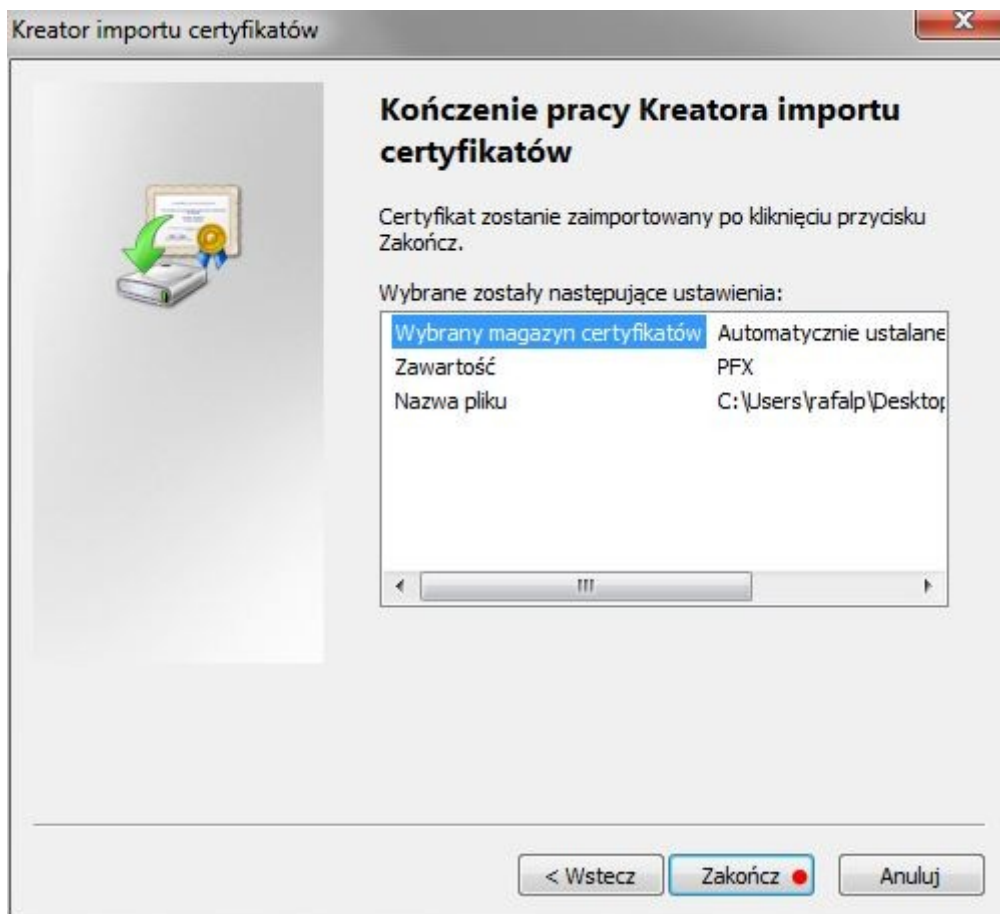 Kreator importu certyfikatów
Kończenie pracy Kreatora importu
certyfikatów
Certyfikat zostanie zaimportowany po kliknięciu przycisku
Zakończ.
Wybrane zostały następujące ustawienia:
Wybrany magazyn certyfikatów Automatycznie ustalane
Zawartość PFX
Nazwa pliku C:\Users\rafalp\Desktop
< Wstecz Zakończ Anuluj